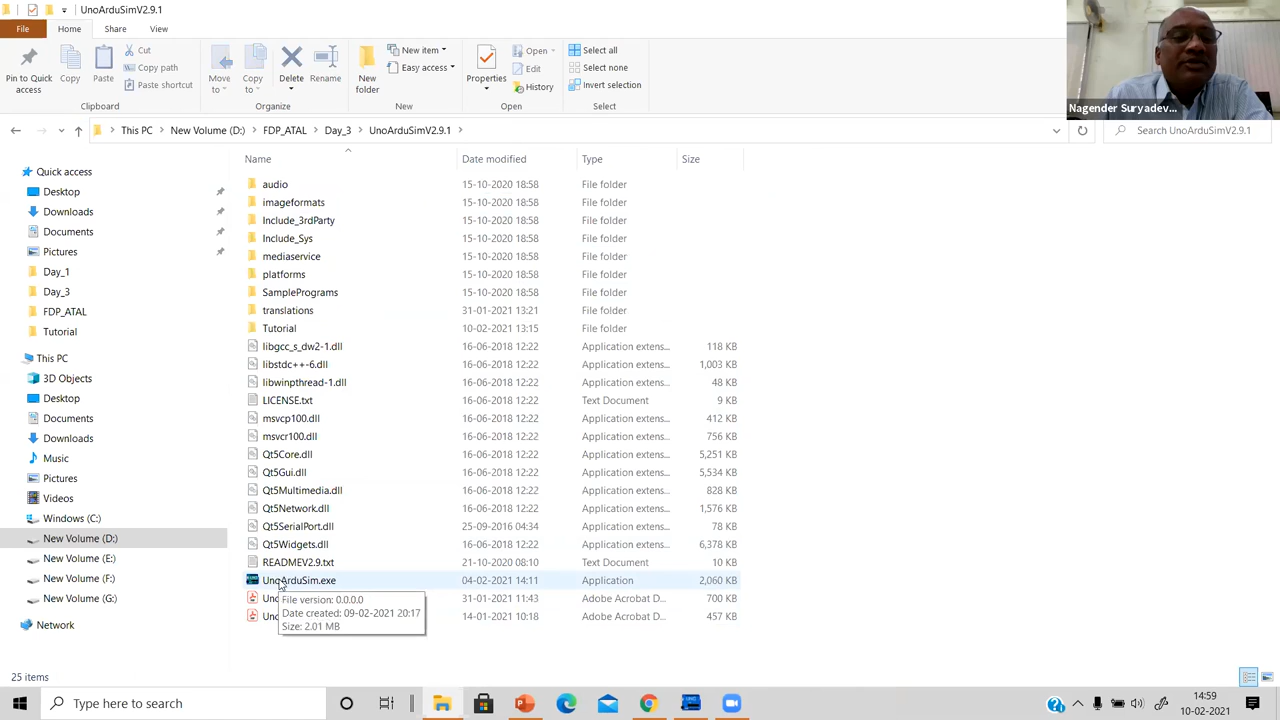 UnoArduSimV2.9.1
File Home Share View
Pin to Quick access
Copy
Paste
Cut
Copy path
Paste shortcut
Clipboard
Move to
Copy to
Delete
Rename
Organize
New folder
New item
Easy access
New
Properties
Open
Edit
History
Open
Select all
Select none
Invert selection
Select
Nagender Suryadev...
This PC New Volume (D:) FDP_ATAL Day_3 UnoArduSimV2.9.1
Search UnoArduSimV2.9.1
Quick access
Desktop
Downloads
Documents
Pictures
Day_1
Day_3
FDP_ATAL
Tutorial
This PC
3D Objects
Desktop
Documents
Downloads
Music
Pictures
Videos
Windows (C:)
New Volume (D:)
New Volume (E:)
New Volume (F:)
New Volume (G:)
Network
Name Date modified Type Size
audio 15-10-2020 18:58 File folder
imageformats 15-10-2020 18:58 File folder
Include_3rdParty 15-10-2020 18:58 File folder
Include_Sys 15-10-2020 18:58 File folder
mediaservice 15-10-2020 18:58 File folder
platforms 15-10-2020 18:58 File folder
SamplePrograms 15-10-2020 18:58 File folder
translations 31-01-2021 13:21 File folder
Tutorial 10-02-2021 13:15 File folder
libgcc_s_dw2-1.dll 16-06-2018 12:22 Application extens... 118 KB
libstdc++-6.dll 16-06-2018 12:22 Application extens... 1,003 KB
libwinpthread-1.dll 16-06-2018 12:22 Application extens... 48 KB
LICENSE.txt 16-06-2018 12:22 Text Document 9 KB
msvcp100.dll 16-06-2018 12:22 Application extens... 412 KB
msvcr100.dll 16-06-2018 12:22 Application extens... 756 KB
Qt5Core.dll 16-06-2018 12:22 Application extens... 5,251 KB
Qt5Gui.dll 16-06-2018 12:22 Application extens... 5,534 KB
Qt5Multimedia.dll 16-06-2018 12:22 Application extens... 828 KB
Qt5Network.dll 16-06-2018 12:22 Application extens... 1,576 KB
Qt5SerialPort.dll 25-09-2016 04:34 Application extens... 78 KB
Qt5Widgets.dll 16-06-2018 12:22 Application extens... 6,378 KB
READMEV2.9.txt 21-10-2020 08:10 Text Document 10 KB
UnoArduSim.exe 04-02-2021 14:11 Application 2,060 KB
31-01-2021 11:43 Adobe Acrobat D... 700 KB
14-01-2021 10:18 Adobe Acrobat D... 457 KB
File version: 0.0.0.0
Date created: 09-02-2021 20:17
Size: 2.01 MB
25 items
Type here to search
14:59
10-02-2021